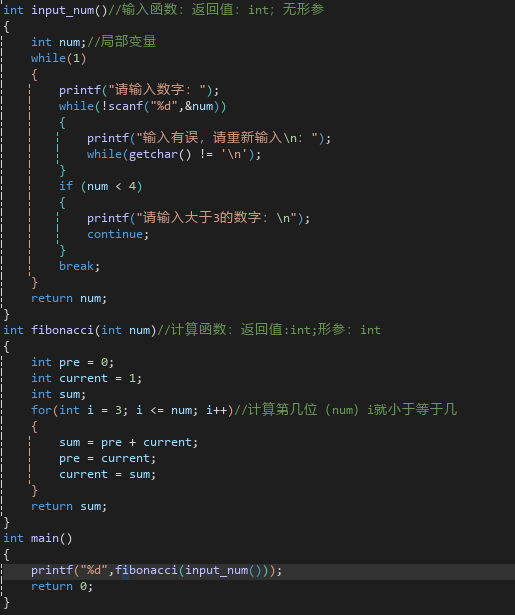 int input_num()//输入函数：返回值：int；无形参
{
    int num;//局部变量
    while(1)
    {
        printf("请输入数字：");
        while(!scanf("%d",&num))
        {
            printf("输入有误，请重新输入\n：");
            while(getchar() != '\n');
        }
        if (num < 4)
        {
            printf("请输入大于3的数字：\n");
            continue;
        }
        break;
    }
    return num;
}
int fibonacci(int num)//计算函数：返回值:int;形参：int
{
    int pre = 0;
    int current = 1;
    int sum;
    for(int i = 3; i <= num; i++)//计算第几位（num）i就小于等于几
    {
        sum = pre + current;
        pre = current;
        current = sum;
    }
    return sum;
}
int main()
{
    printf("%d",fibonacci(input_num()));
    return 0;
}